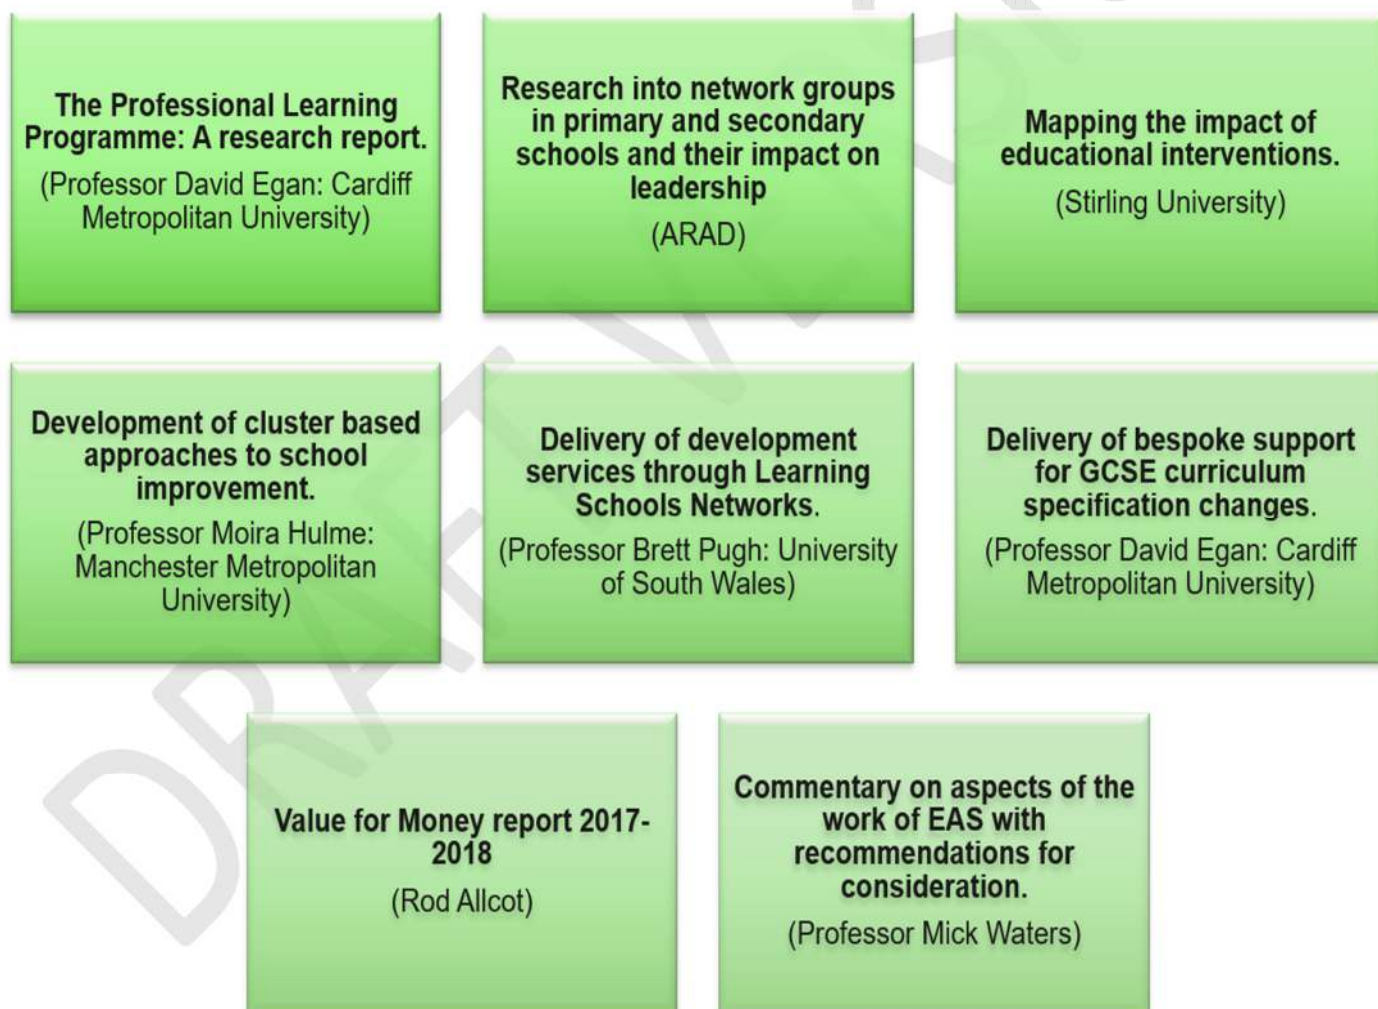 The Professional Learning
Programme: A research report.
(Professor David Egan: Cardiff
Metropolitan University)
Research into network groups
in primary and secondary
schools and their impact on
leadership
(ARAD)
Mapping the impact of
educational interventions.
(Stirling University)
Development of cluster based
approaches to school
improvement.
(Professor Moira Hulme:
Manchester Metropolitan
University)
Delivery of development
services through Learning
Schools Networks.
(Professor Brett Pugh: University
of South Wales)
Delivery of bespoke support
for GCSE curriculum
specification changes.
(Professor David Egan: Cardiff
Metropolitan University)
Value for Money report 2017-
2018
(Rod Allcot)
Commentary on aspects of the
work of EAS with
recommendations for
consideration.
(Professor Mick Waters)
DRAFT